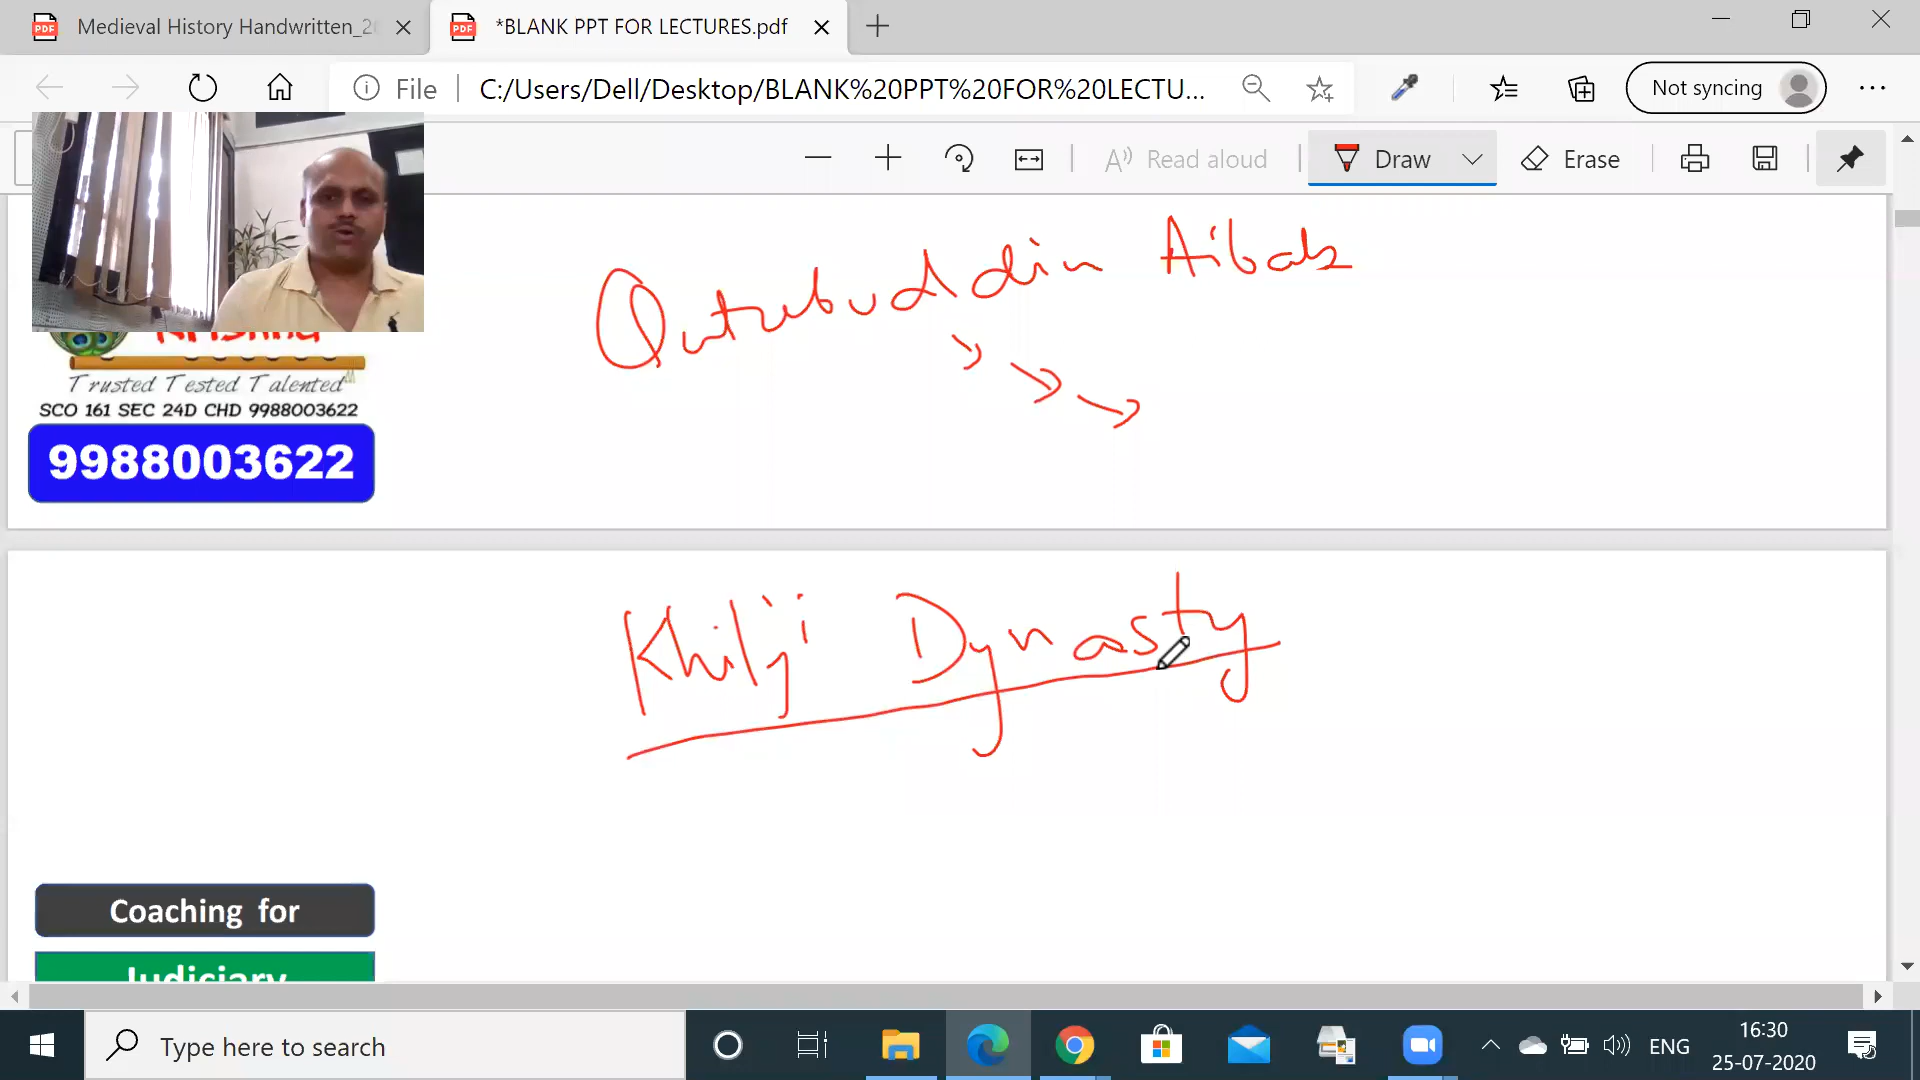 Medieval History Handwritten_2
*BLANK PPT FOR LECTURES.pdf
File
C:/Users/Dell/Desktop/BLANK%20PPT%20FOR%20LECTU...
Not syncing
Read aloud
Draw
Erase
Qutubuddin Aibak
Trusted Tested Talented
SCO 161 SEC 24D CHD 9988003622
9988003622
Khilji Dynasty
Coaching for
Judiciary
Type here to search
ENG
16:30
25-07-2020